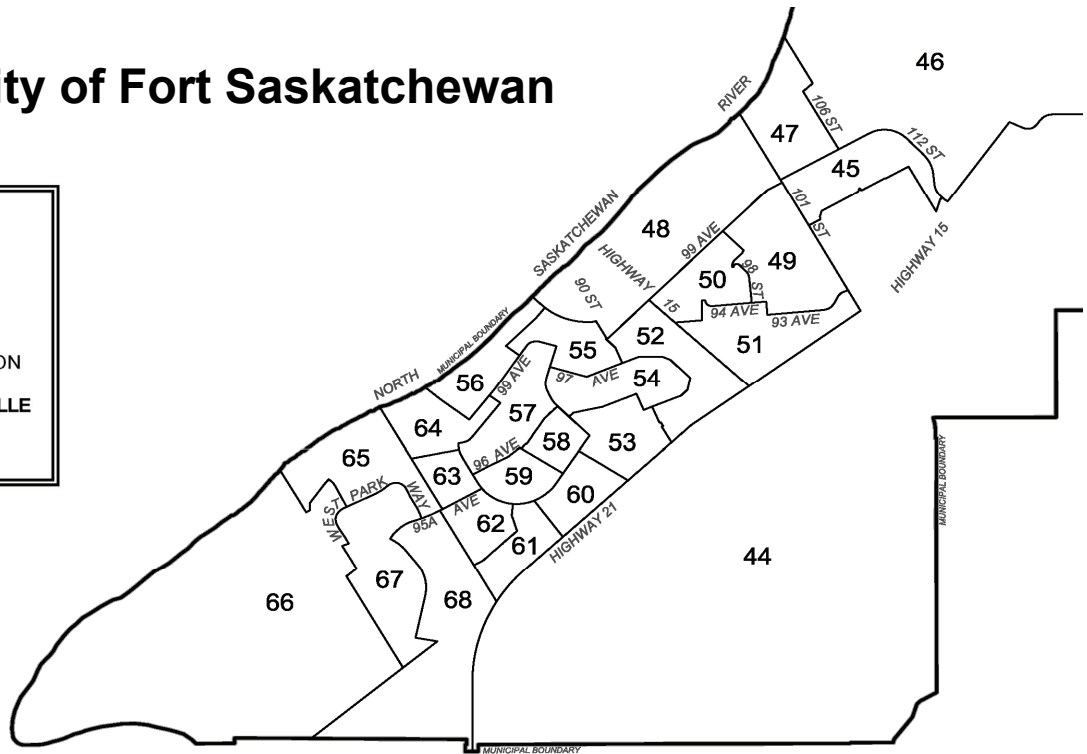 ity of Fort Saskatchewan
ON
LLE
46
RIVER
106 ST
47
112 ST
45
101 ST
SASKATCHEWAN
48
99 AVE
HIGHWAY 15
HIGHWAY 15
49
50
98 ST
90 ST
94 AVE
93 AVE
51
52
MUNICIPAL BOUNDARY
55
97 AVE
54
NORTH
56
99 AVE
57
64
58
53
65
96 AVE
63
59
WEST PARK WAY
60
95A AVE
62
61
HIGHWAY 21
MUNICIPAL BOUNDARY
44
67
68
66
MUNICIPAL BOUNDARY